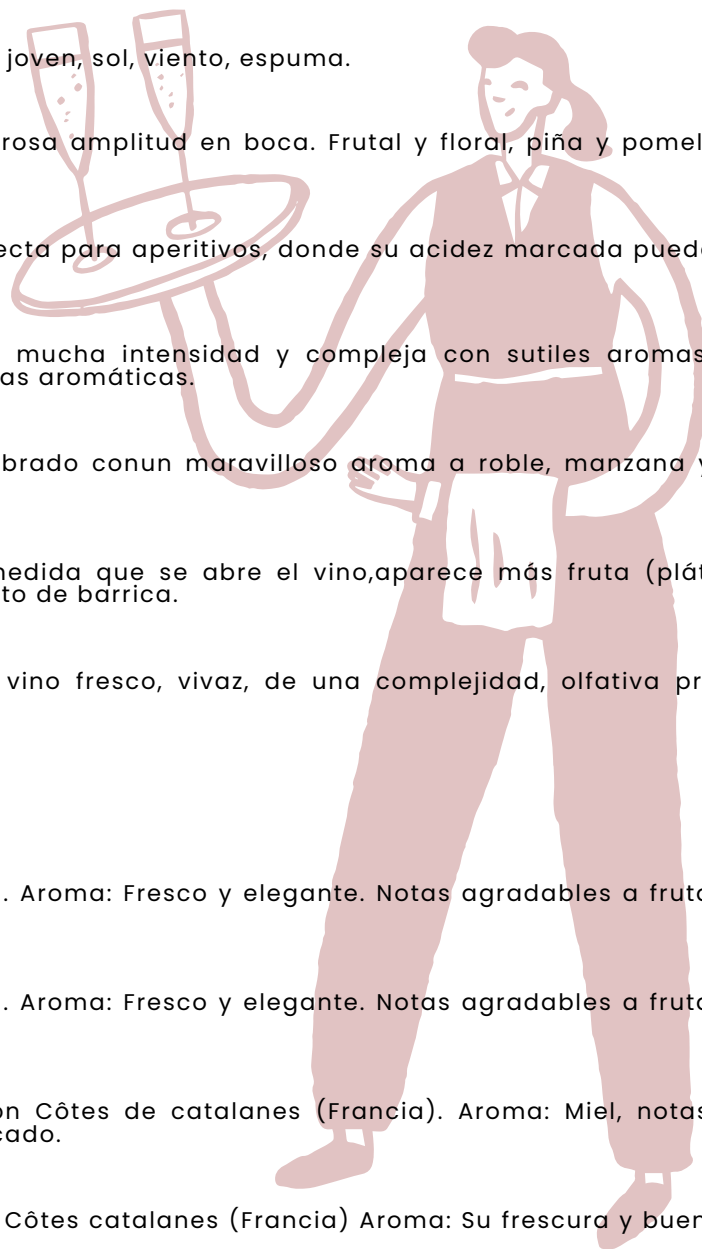 joven, sol, viento, espuma.
rosa amplitud en boca. Frutal y floral, piña y pomel
ecta para aperitivos, donde su acidez marcada pued
mucha intensidad y compleja con sutiles aromas
as aromáticas.
brado conun maravilloso aroma a roble, manzana y
medida que se abre el vino,aparece más fruta (plát
to de barrica.
vino fresco, vivaz, de una complejidad, olfativa pr
. Aroma: Fresco y elegante. Notas agradables a fruta
. Aroma: Fresco y elegante. Notas agradables a fruta
on Côtes de catalanes (Francia). Aroma: Miel, notas
cado.
Côtes catalanes (Francia) Aroma: Su frescura y buen